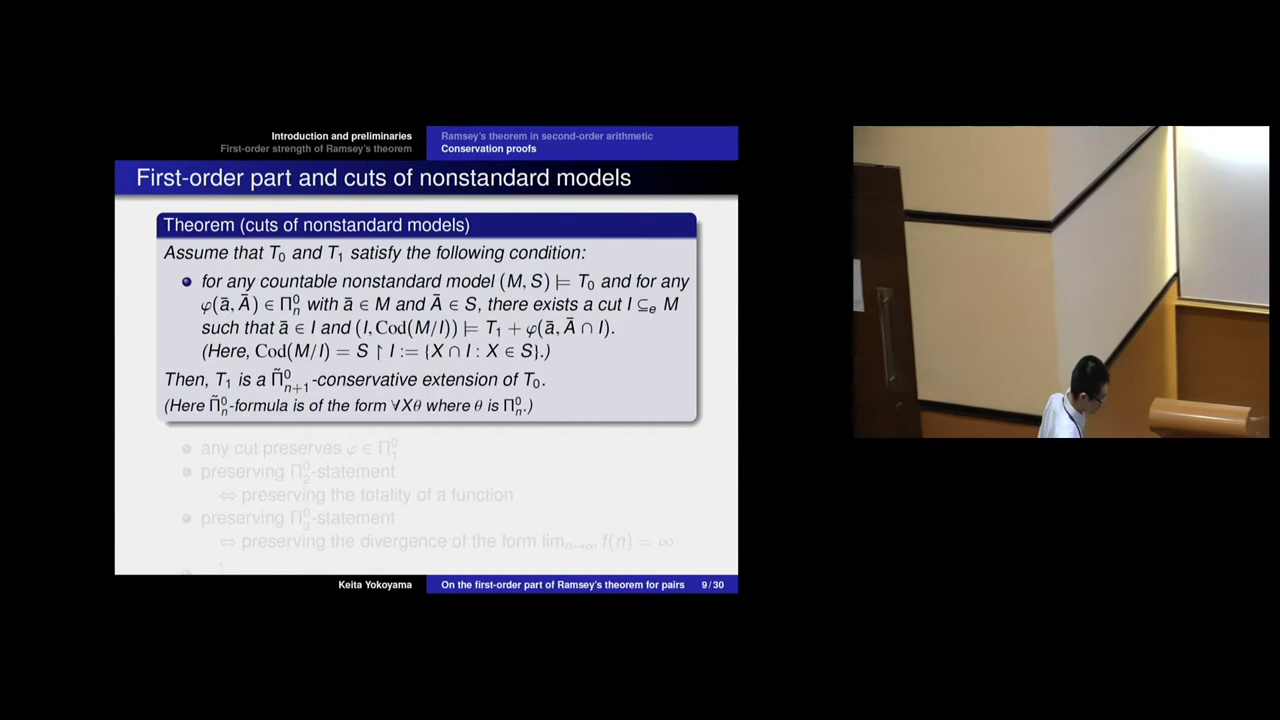 Introduction and preliminaries
First-order strength of Ramsey's theorem
Ramsey's theorem in second-order arithmetic
Conservation proofs
First-order part and cuts of nonstandard models
Theorem (cuts of nonstandard models)
Assume that T₀ and T₁ satisfy the following condition:
for any countable nonstandard model (M, S) ⊨ T₀ and for any
φ(ā, Ā) ∈ Π⁰ₙ with ā ∈ M and Ā ∈ S, there exists a cut I ⊆ₑ M
such that ā ∈ I and (I, Cod(M/I)) ⊨ T₁ + φ(ā, Ā ∩ I).
(Here, Cod(M/I) = S ↾ I := {X ∩ I : X ∈ S}.)
Then, T₁ is a Π̃⁰ₙ₊₁-conservative extension of T₀.
(Here Π̃⁰ₙ-formula is of the form ∀Xθ where θ is Π⁰ₙ.)
any cut preserves φ ∈ Π⁰₁
preserving Π⁰₂-statement
⇔ preserving the totality of a function
preserving Π⁰₃-statement
⇔ preserving the divergence of the form limₙ→∞ f(n) = ∞
Keita Yokoyama
On the first-order part of Ramsey's theorem for pairs
9 / 30